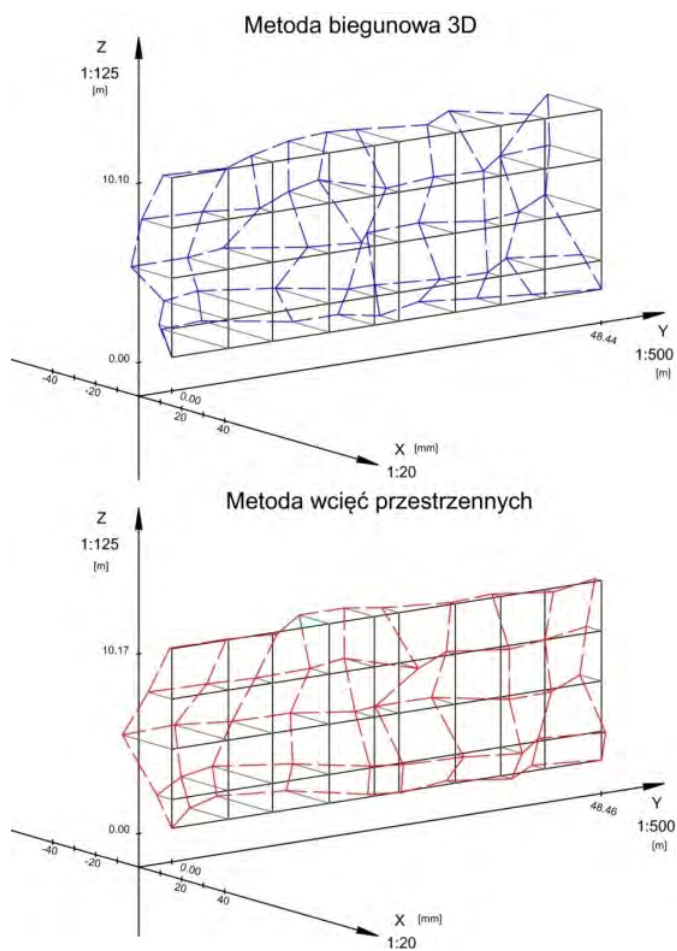 Metoda biegunowa 3D
Z
1:125
[m]
10.10
0.00
-40
-20
0.00
20
40
X [mm]
1:20
48.44
Y
1:500
[m]
Metoda wcięć przestrzennych
Z
1:125
[m]
10.17
0.00
-40
-20
0.00
20
40
X [mm]
1:20
48.46
Y
1:500
[m]